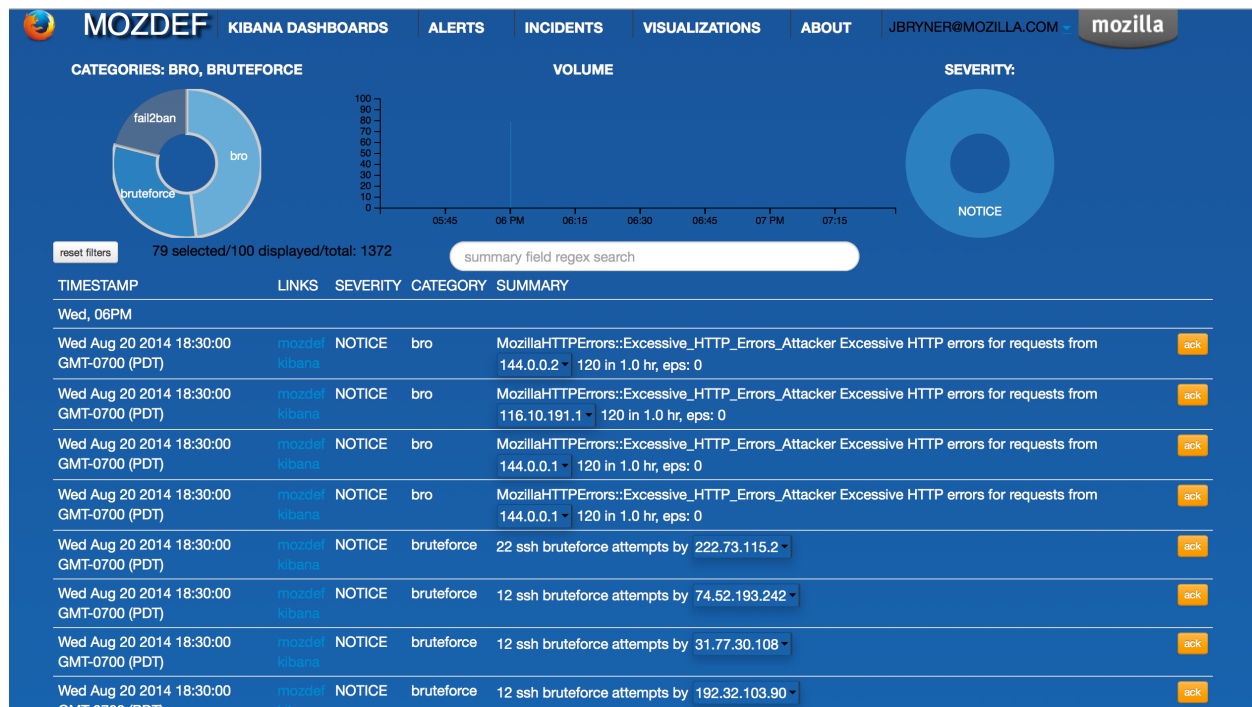 MOZDEF KIBANA DASHBOARDS ALERTS INCIDENTS VISUALIZATIONS ABOUT JBRYNER@MOZILLA.COM mozilla
CATEGORIES: BRO, BRUTEFORCE VOLUME SEVERITY:
fail2ban
bro
bruteforce
100
90
80
70
60
50
40
30
20
10
0
05:45 06 PM 06:15 06:30 06:45 07 PM 07:15
NOTICE
reset filters 79 selected/100 displayed/total: 1372 summary field regex search
TIMESTAMP LINKS SEVERITY CATEGORY SUMMARY
Wed, 06PM
Wed Aug 20 2014 18:30:00 mozdef NOTICE bro MozillaHTTPErrors::Excessive_HTTP_Errors_Attacker Excessive HTTP errors for requests from ack
GMT-0700 (PDT) kibana 144.0.0.2 120 in 1.0 hr, eps: 0
Wed Aug 20 2014 18:30:00 mozdef NOTICE bro MozillaHTTPErrors::Excessive_HTTP_Errors_Attacker Excessive HTTP errors for requests from ack
GMT-0700 (PDT) kibana 116.10.191.1 120 in 1.0 hr, eps: 0
Wed Aug 20 2014 18:30:00 mozdef NOTICE bro MozillaHTTPErrors::Excessive_HTTP_Errors_Attacker Excessive HTTP errors for requests from ack
GMT-0700 (PDT) kibana 144.0.0.1 120 in 1.0 hr, eps: 0
Wed Aug 20 2014 18:30:00 mozdef NOTICE bro MozillaHTTPErrors::Excessive_HTTP_Errors_Attacker Excessive HTTP errors for requests from ack
GMT-0700 (PDT) kibana 144.0.0.1 120 in 1.0 hr, eps: 0
Wed Aug 20 2014 18:30:00 mozdef NOTICE bruteforce 22 ssh bruteforce attempts by 222.73.115.2 ack
GMT-0700 (PDT) kibana
Wed Aug 20 2014 18:30:00 mozdef NOTICE bruteforce 12 ssh bruteforce attempts by 74.52.193.242 ack
GMT-0700 (PDT) kibana
Wed Aug 20 2014 18:30:00 mozdef NOTICE bruteforce 12 ssh bruteforce attempts by 31.77.30.108 ack
GMT-0700 (PDT) kibana
Wed Aug 20 2014 18:30:00 mozdef NOTICE bruteforce 12 ssh bruteforce attempts by 192.32.103.90 ack